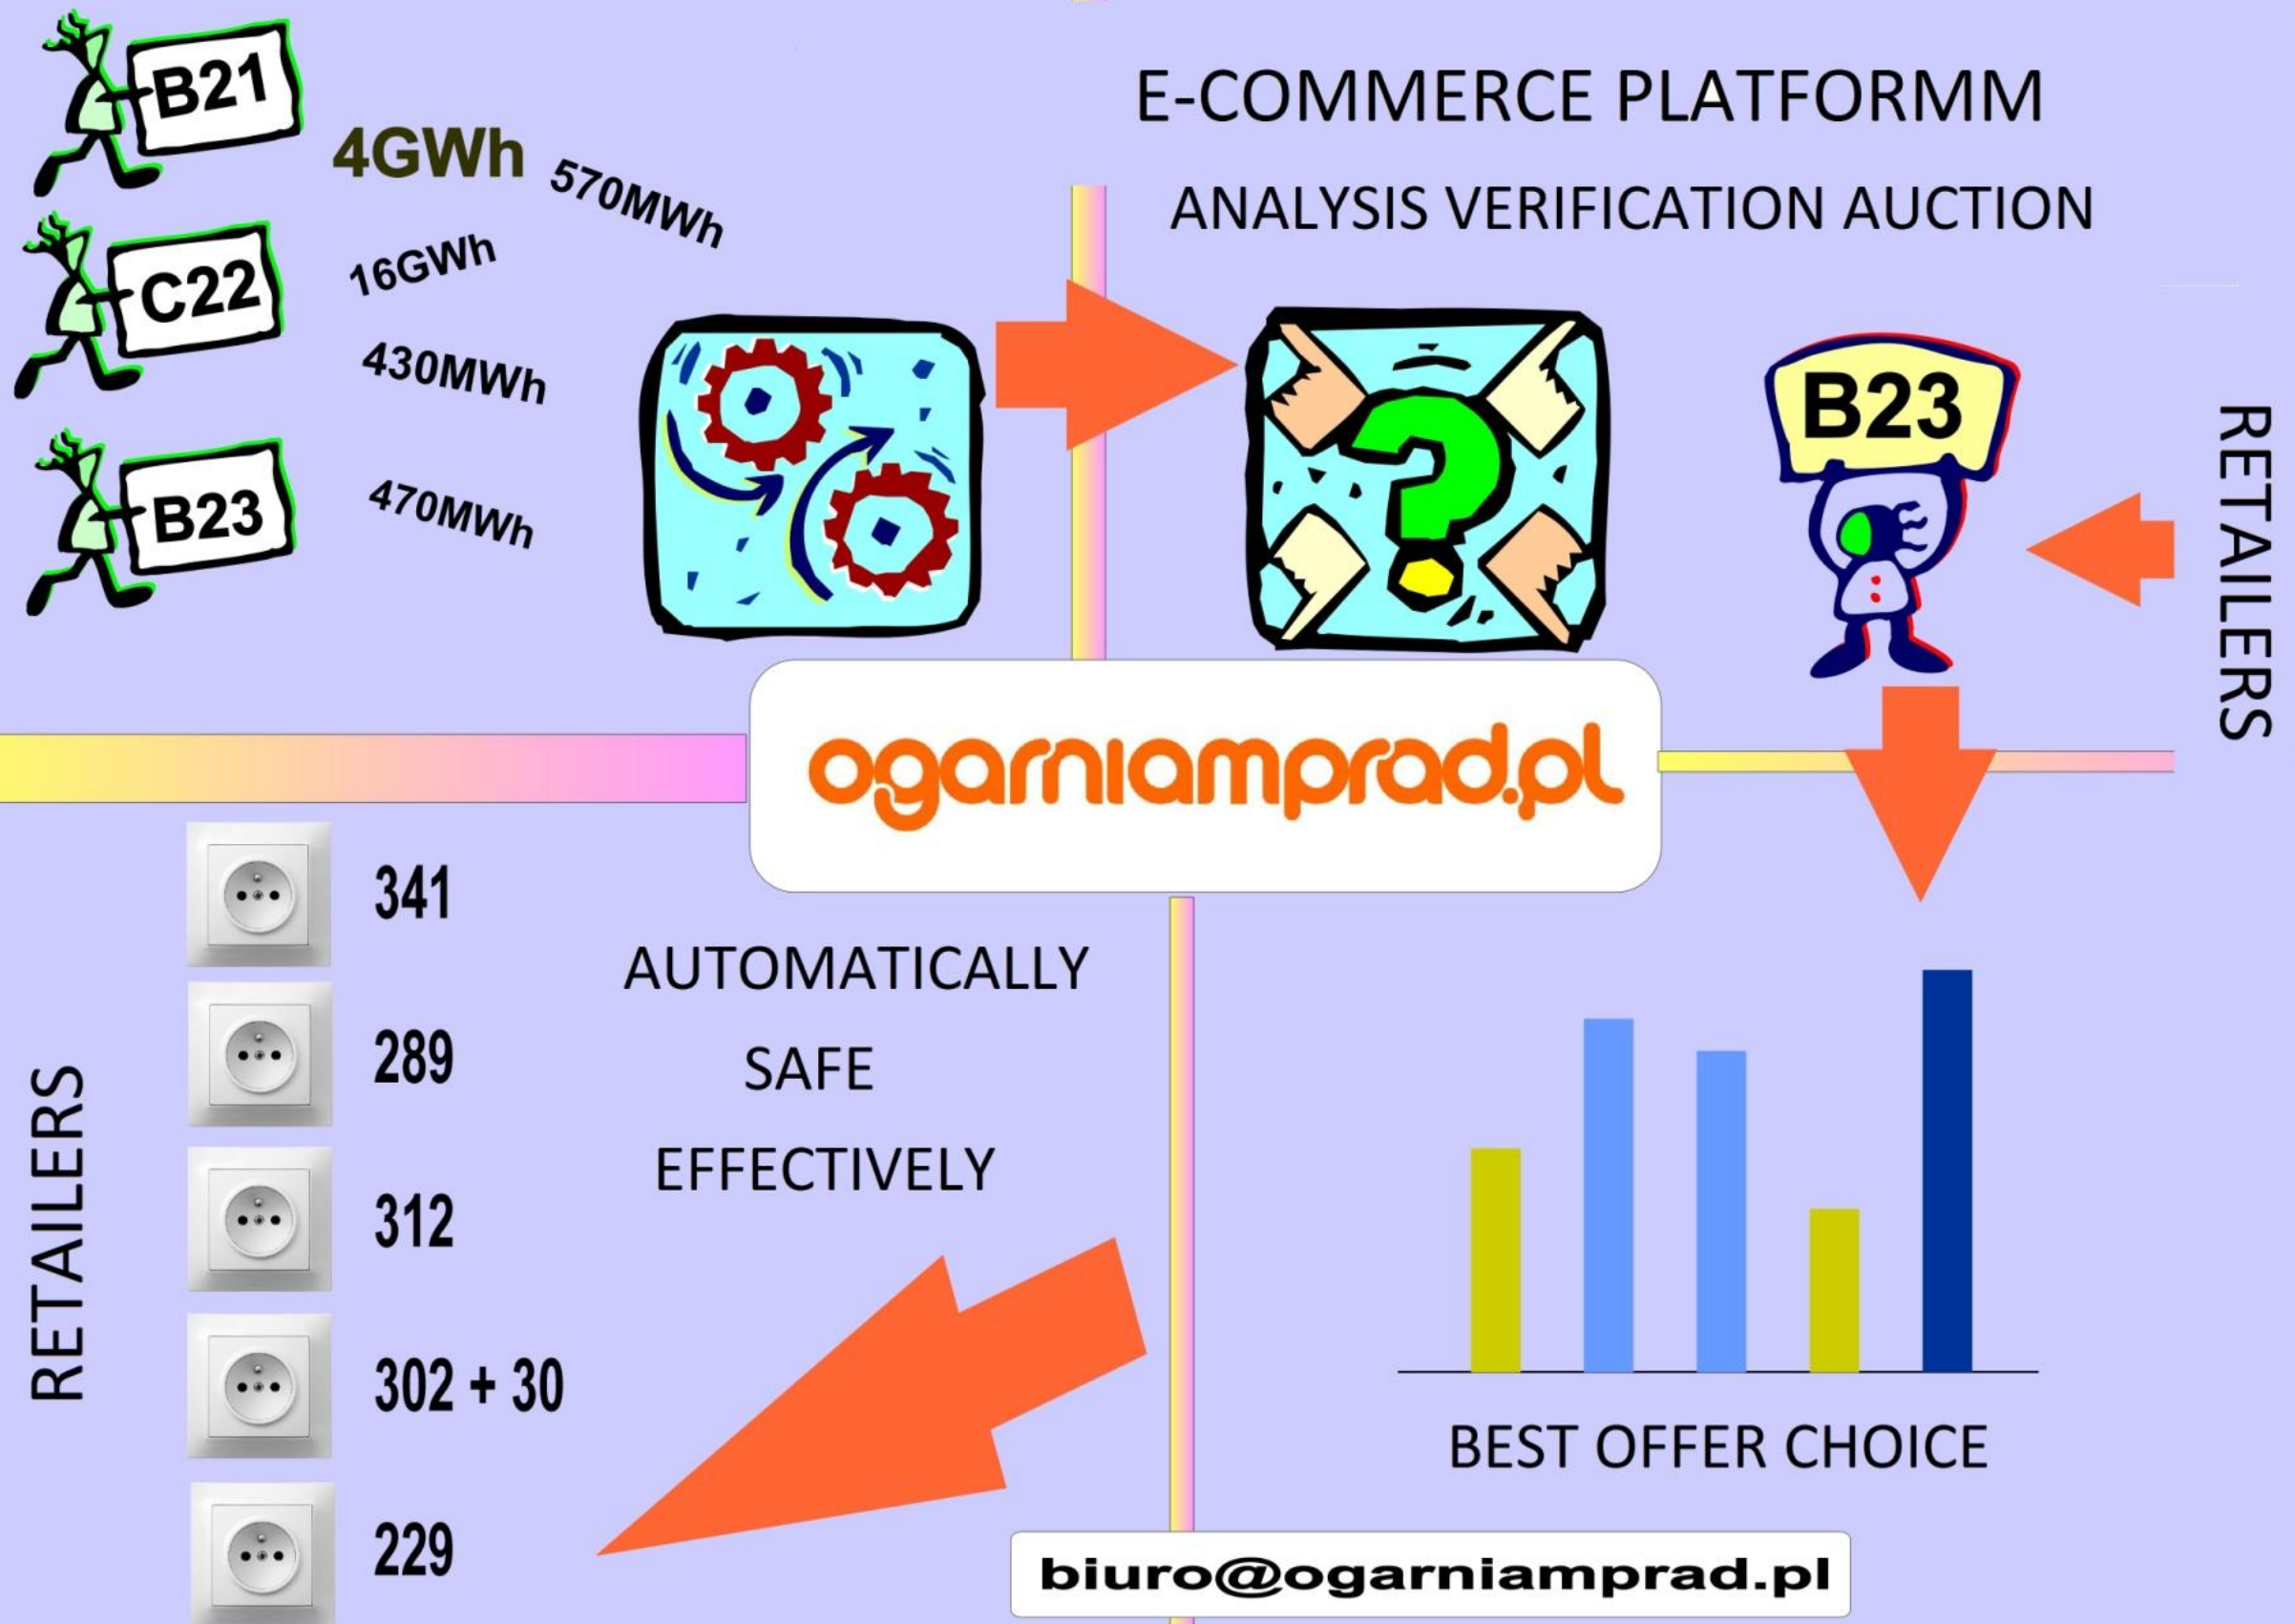 B21
4GWh
570MWh
C22
16GWh
430MWh
B23
470MWh
E-COMMERCE PLATFORMM
ANALYSIS VERIFICATION AUCTION
B23
RETAILERS
ogarniamprad.pl
RETAILERS
341
289
312
302 + 30
229
AUTOMATICALLY
SAFE
EFFECTIVELY
BEST OFFER CHOICE
biuro@ogarniamprad.pl